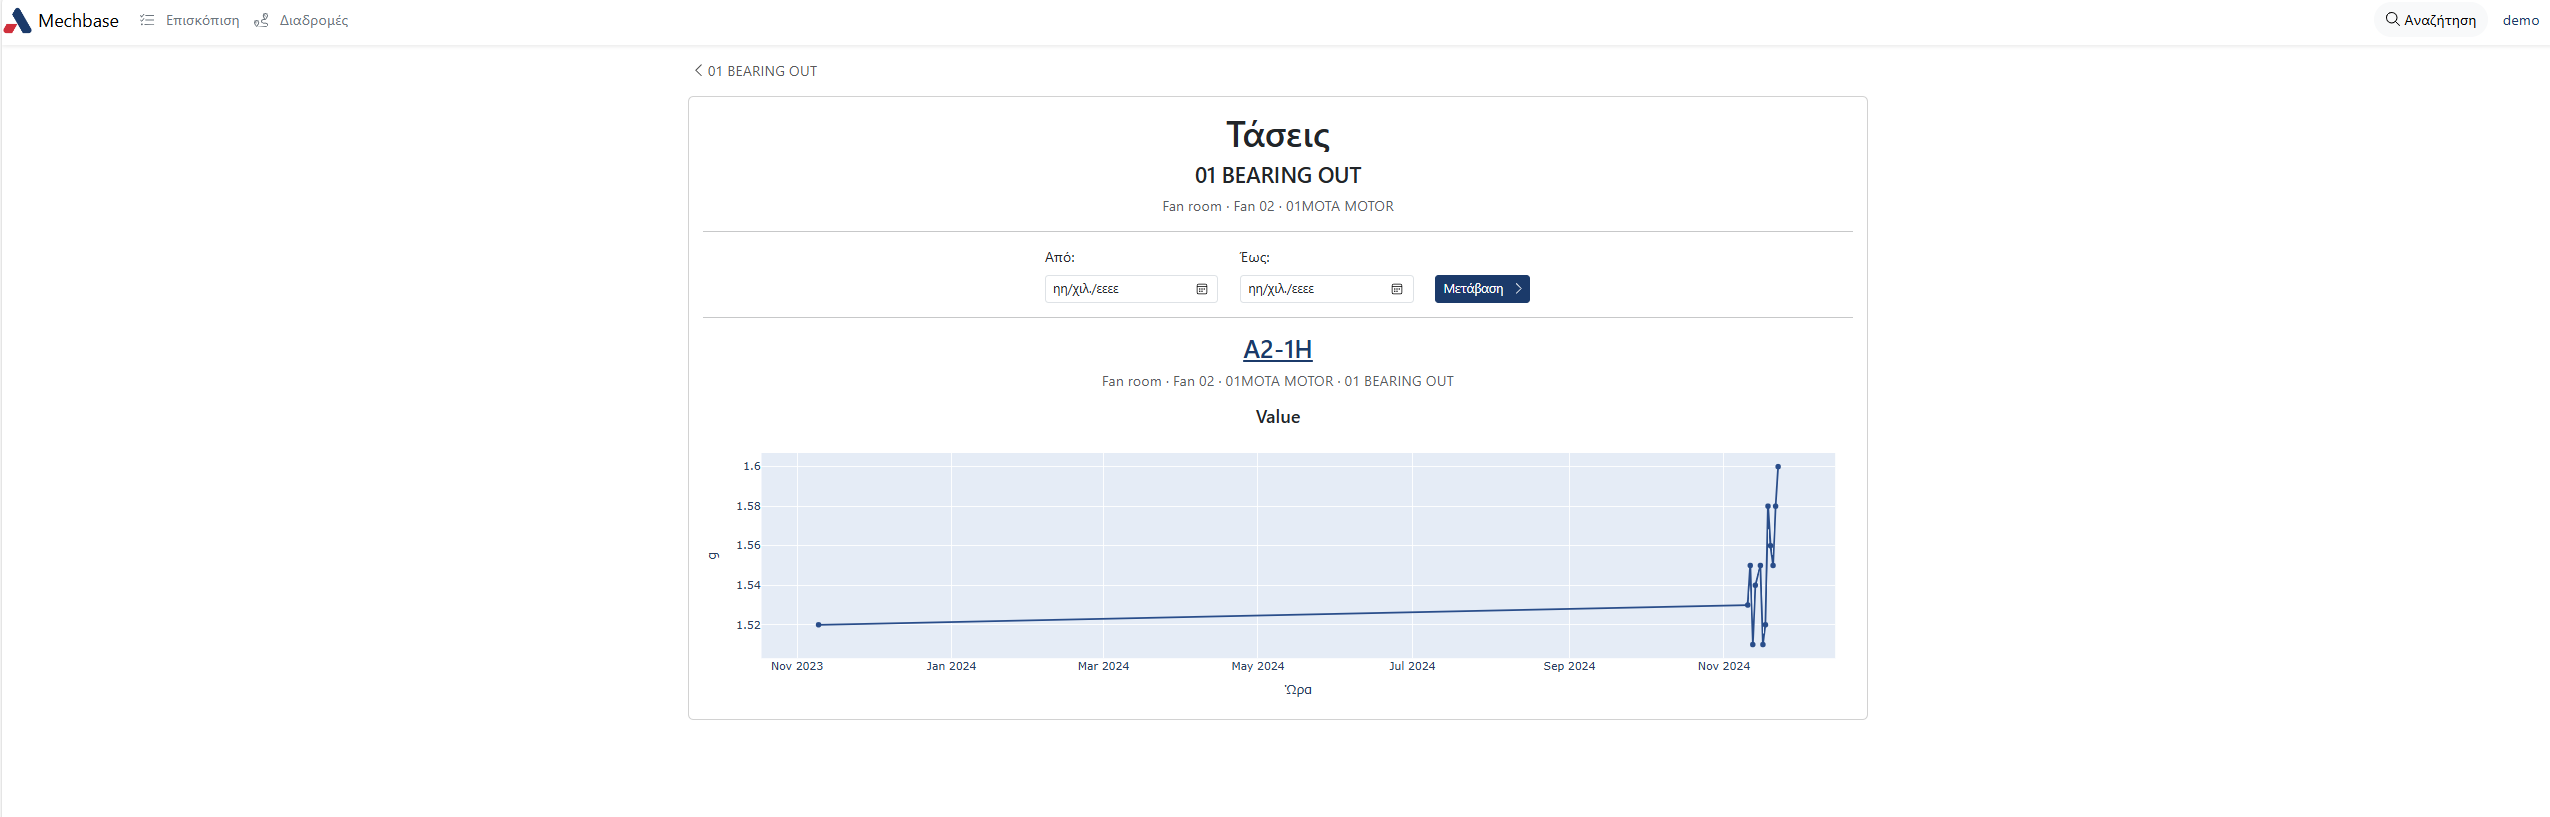 Mechbase Επισκόπιση Διαδρομές Αναζήτηση demo
01 BEARING OUT
Τάσεις
01 BEARING OUT
Fan room · Fan 02 · 01MOTA MOTOR
Από: Έως:
ηη/χιλ./εεεε ηη/χιλ./εεεε Μετάβαση
A2-1H
Fan room · Fan 02 · 01MOTA MOTOR · 01 BEARING OUT
Value
1.6
1.58
1.56
g
1.54
1.52
Nov 2023 Jan 2024 Mar 2024 May 2024 Jul 2024 Sep 2024 Nov 2024
Ώρα